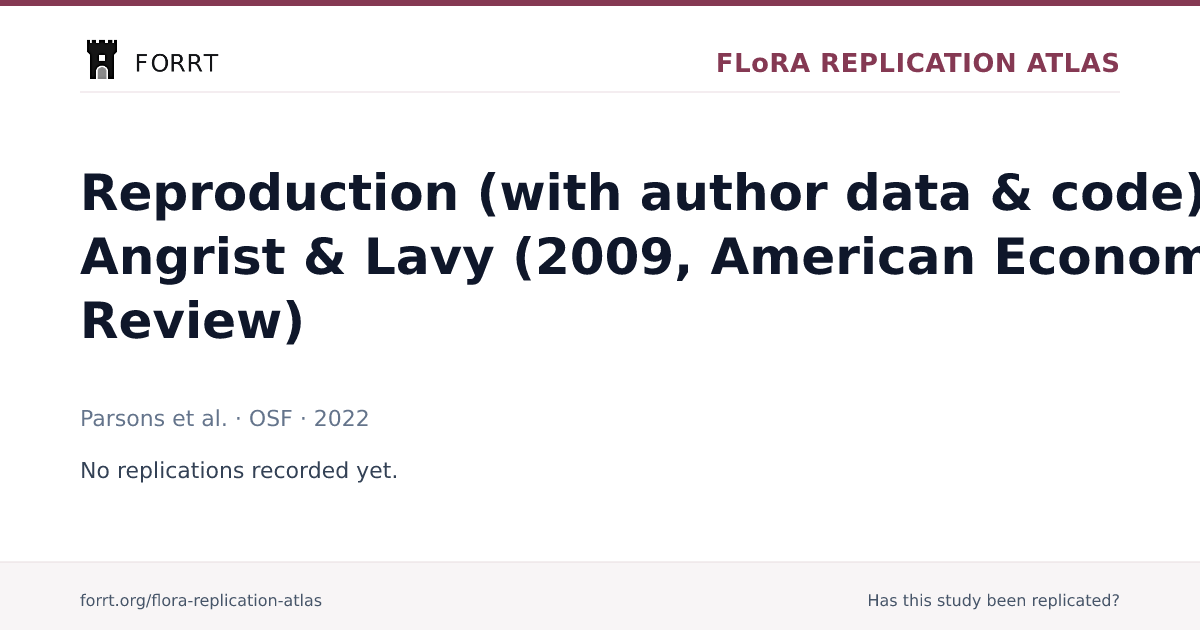 FORRT
FLoRA REPLICATION ATLAS
Reproduction (with author data & code)
Angrist & Lavy (2009, American Econom
Review)
Parsons et al. · OSF · 2022
No replications recorded yet.
forrt.org/flora-replication-atlas
Has this study been replicated?